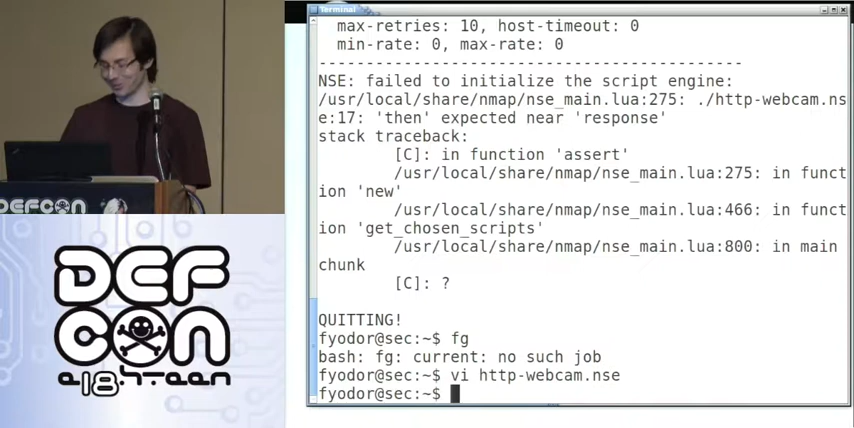 Terminal
max-retries: 10, host-timeout: 0
min-rate: 0, max-rate: 0
---------------------------------------------
NSE: failed to initialize the script engine:
/usr/local/share/nmap/nse_main.lua:275: ./http-webcam.ns
e:17: 'then' expected near 'response'
stack traceback:
[C]: in function 'assert'
/usr/local/share/nmap/nse_main.lua:275: in funct
ion 'new'
/usr/local/share/nmap/nse_main.lua:466: in funct
ion 'get_chosen_scripts'
/usr/local/share/nmap/nse_main.lua:800: in main
chunk
[C]: ?
QUITTING!
fyodor@sec:~$ fg
bash: fg: current: no such job
fyodor@sec:~$ vi http-webcam.nse
fyodor@sec:~$
DEFCON
DEF
CON
e18hteen